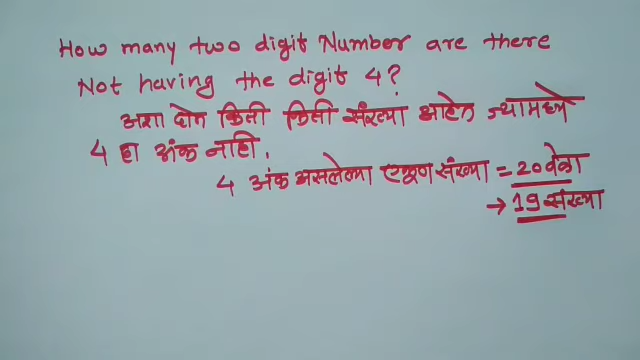 How many two digit Number are there
Not having the digit 4?
अशा दोन किती किती संख्या आहेत ज्यामध्ये
4 हा अंक नाही.
4 अंक असलेल्या एकूण संख्या = 20 वेळा
→ 19 संख्या